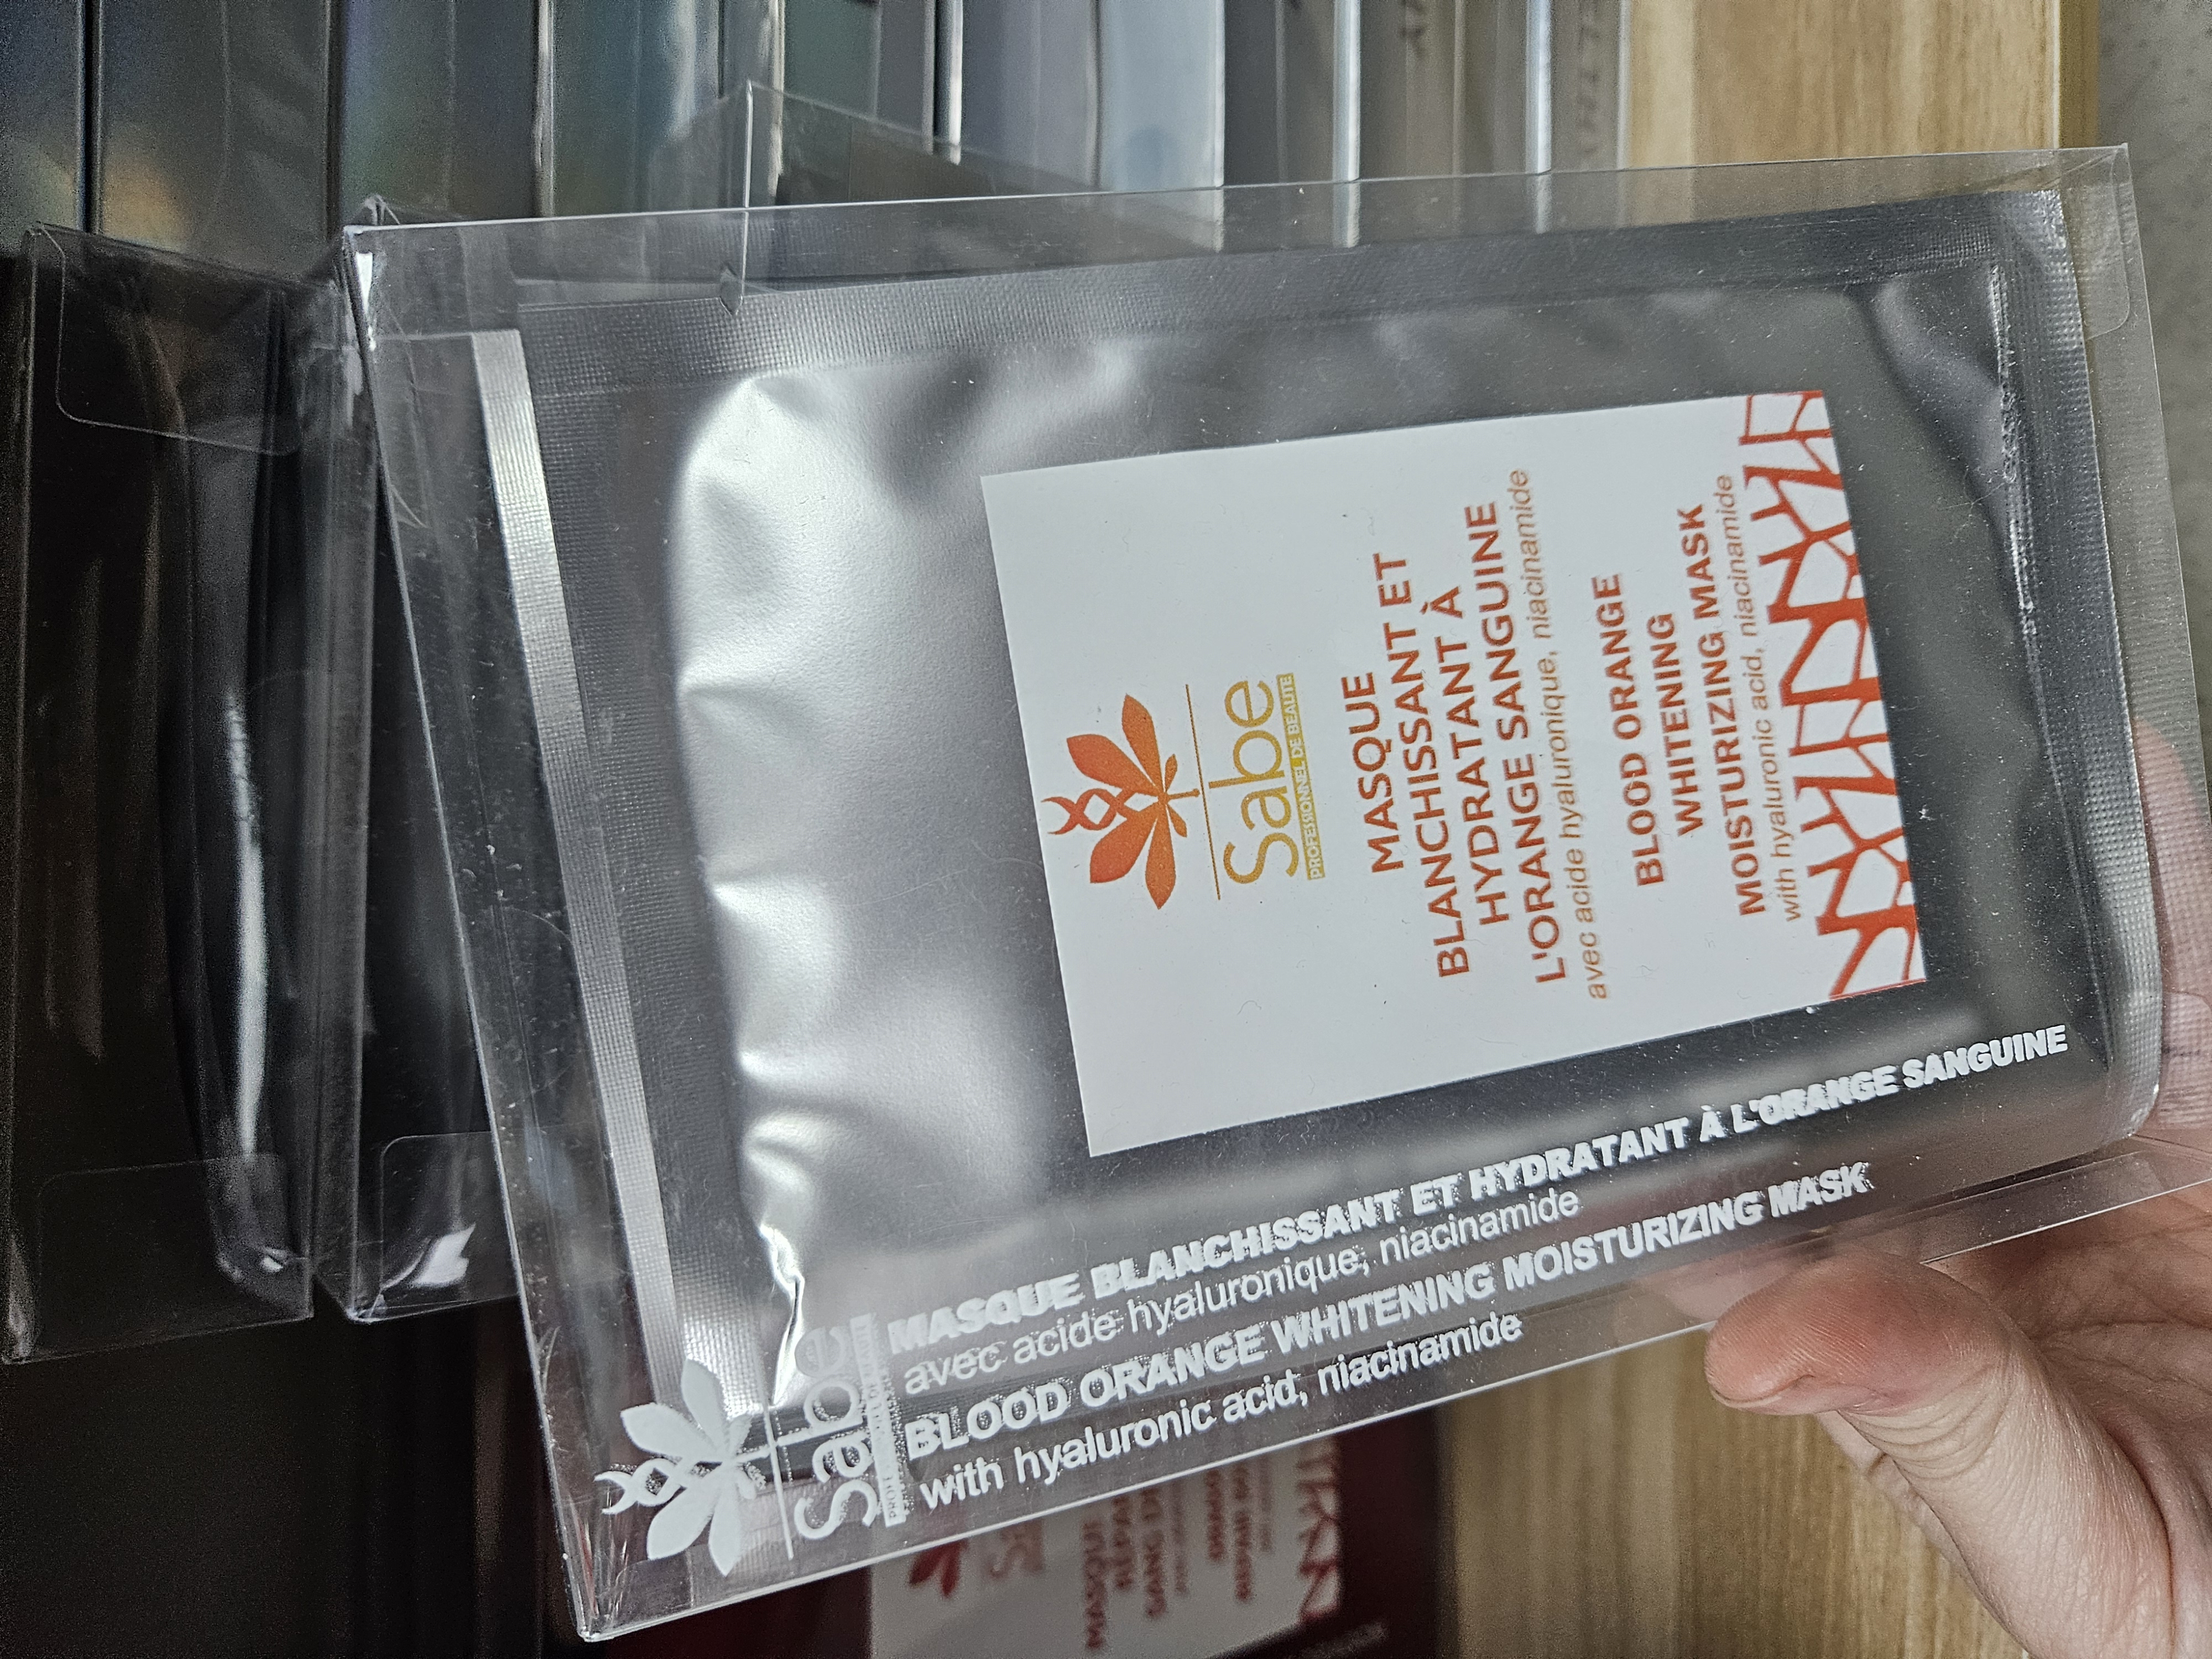 Sabe
PROFESSIONNEL DE BEAUTÉ
MASQUE
BLANCHISSANT ET
HYDRATANT À
L'ORANGE SANGUINE
avec acide hyaluronique, niacinamide
BLOOD ORANGE
WHITENING
MOISTURIZING MASK
with hyaluronic acid, niacinamide
Sabe
MASQUE BLANCHISSANT ET HYDRATANT À L'ORANGE SANGUINE
avec acide hyaluronique, niacinamide
BLOOD ORANGE WHITENING MOISTURIZING MASK
with hyaluronic acid, niacinamide
MASQUE